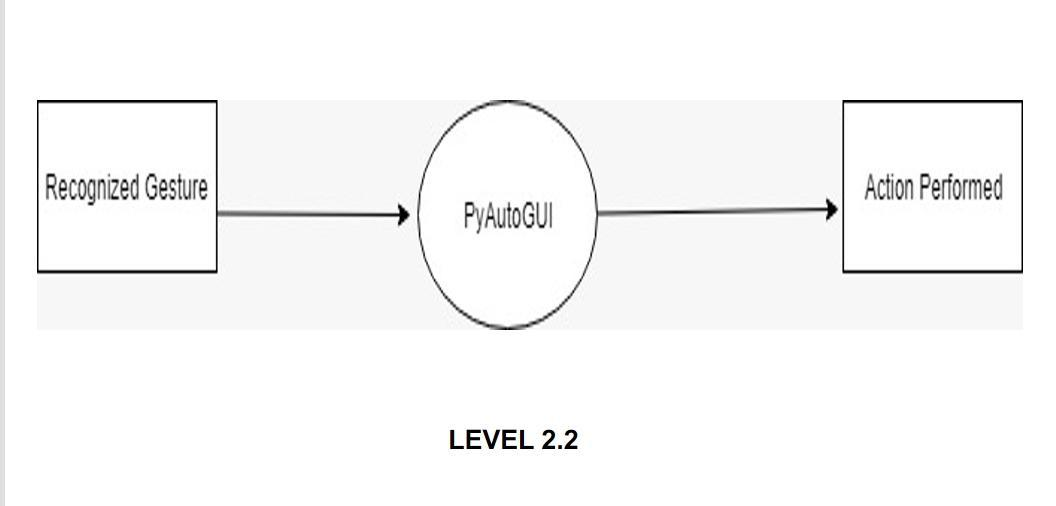 Recognized Gesture
PyAutoGUI
Action Performed
LEVEL 2.2